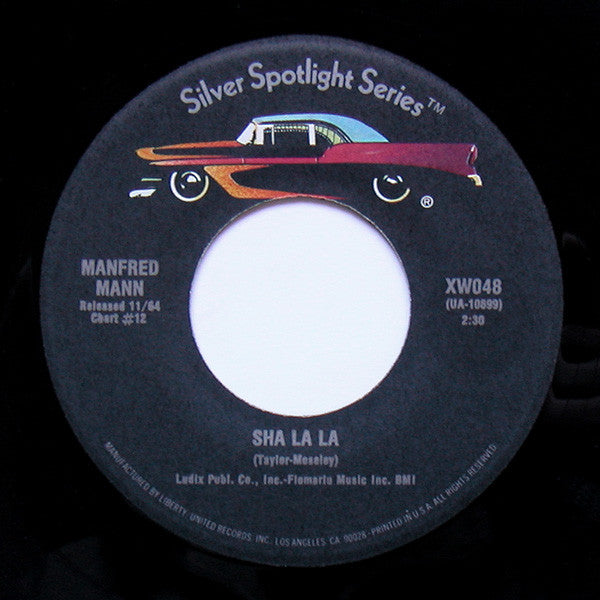 Silver Spotlight Series™
®
MANFRED
MANN
Released 11/64
Chart #12
XW048
(UA-10899)
2:30
SHA LA LA
(Taylor-Moseley)
Ludix Publ. Co., Inc.-Flomarlu Music Inc. BMI
MANUFACTURED BY LIBERTY, UNITED RECORDS, INC., LOS ANGELES, CA. 90028 - PRINTED IN U.S.A. ALL RIGHTS RESERVED.